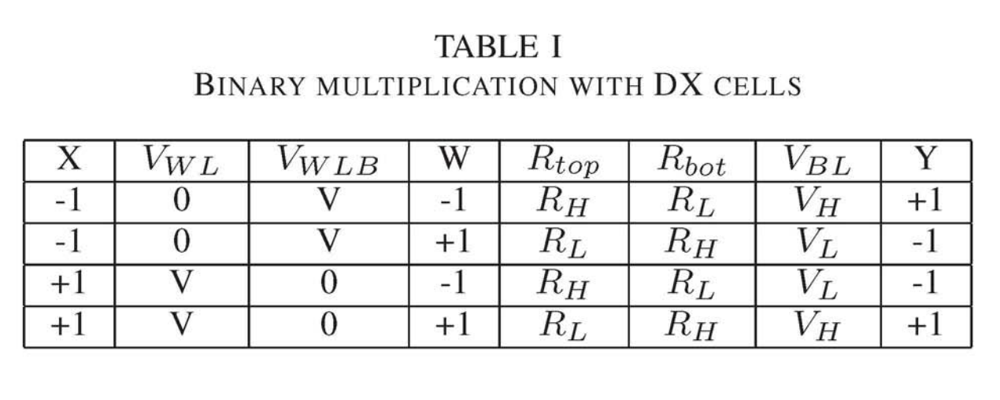 TABLE I
BINARY MULTIPLICATION WITH DX CELLS
X V_{WL} V_{WLB} W R_{top} R_{bot} V_{BL} Y
-1 0 V -1 R_H R_L V_H +1
-1 0 V +1 R_L R_H V_L -1
+1 V 0 -1 R_H R_L V_L -1
+1 V 0 +1 R_L R_H V_H +1